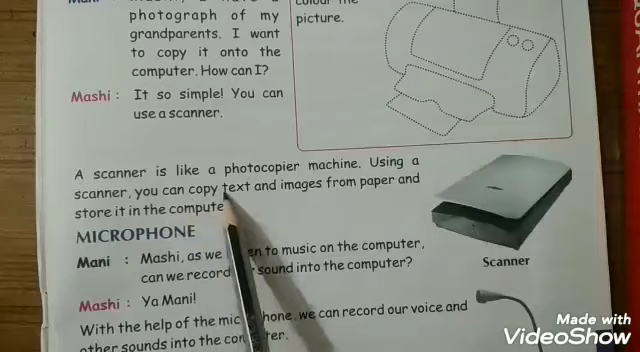 photograph of my
grandparents. I want
to copy it onto the
computer. How can I?
Mashi : It so simple! You can
use a scanner.
colour the
picture.
A scanner is like a photocopier machine. Using a
scanner, you can copy text and images from paper and
store it in the compute
Scanner
MICROPHONE
Mani : Mashi, as we en to music on the computer,
can we record sound into the computer?
Mashi : Ya Mani!
With the help of the mic hone, we can record our voice and
other sounds into the com ter.
Made with
VideoShow